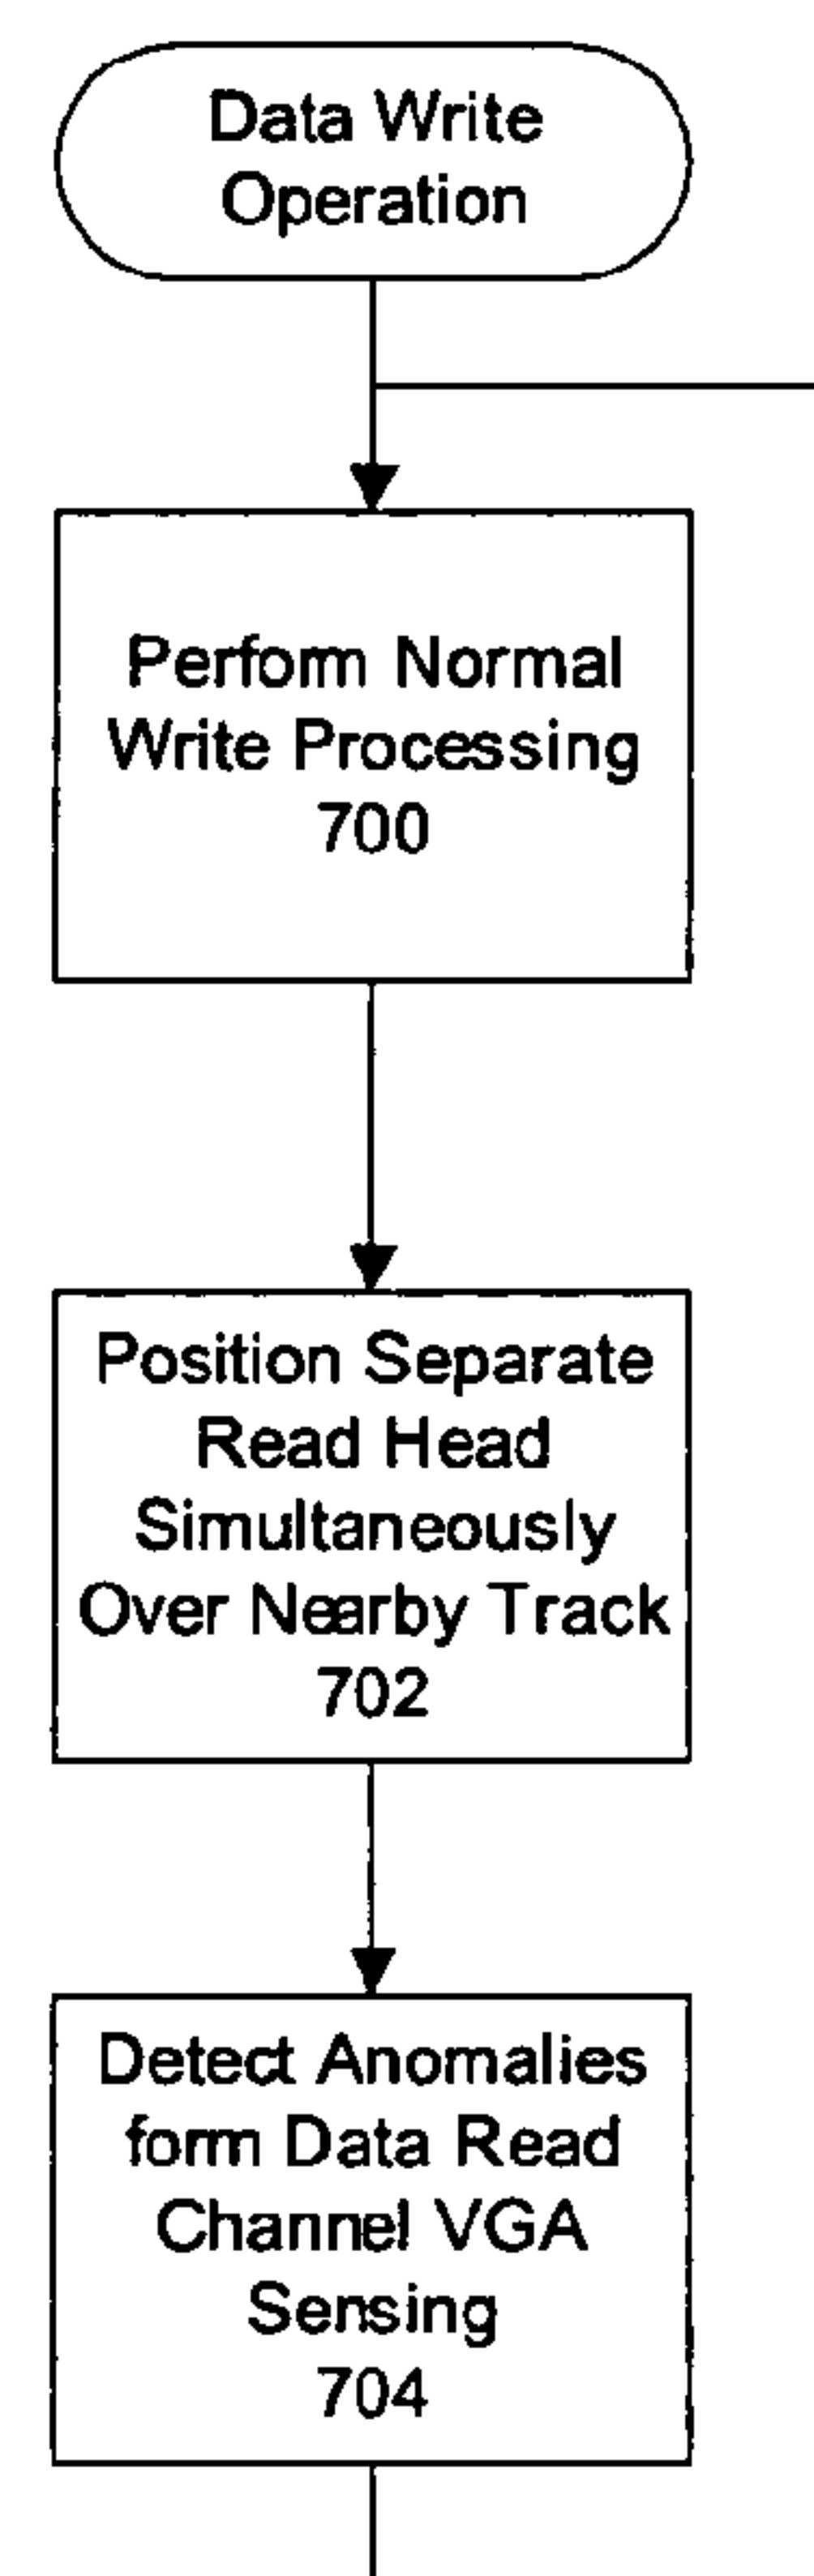 Data Write
Operation
Perform Normal
Write Processing
700
Position Separate
Read Head
Simultaneously
Over Nearby Track
702
Detect Anomalies
form Data Read
Channel VGA
Sensing
704